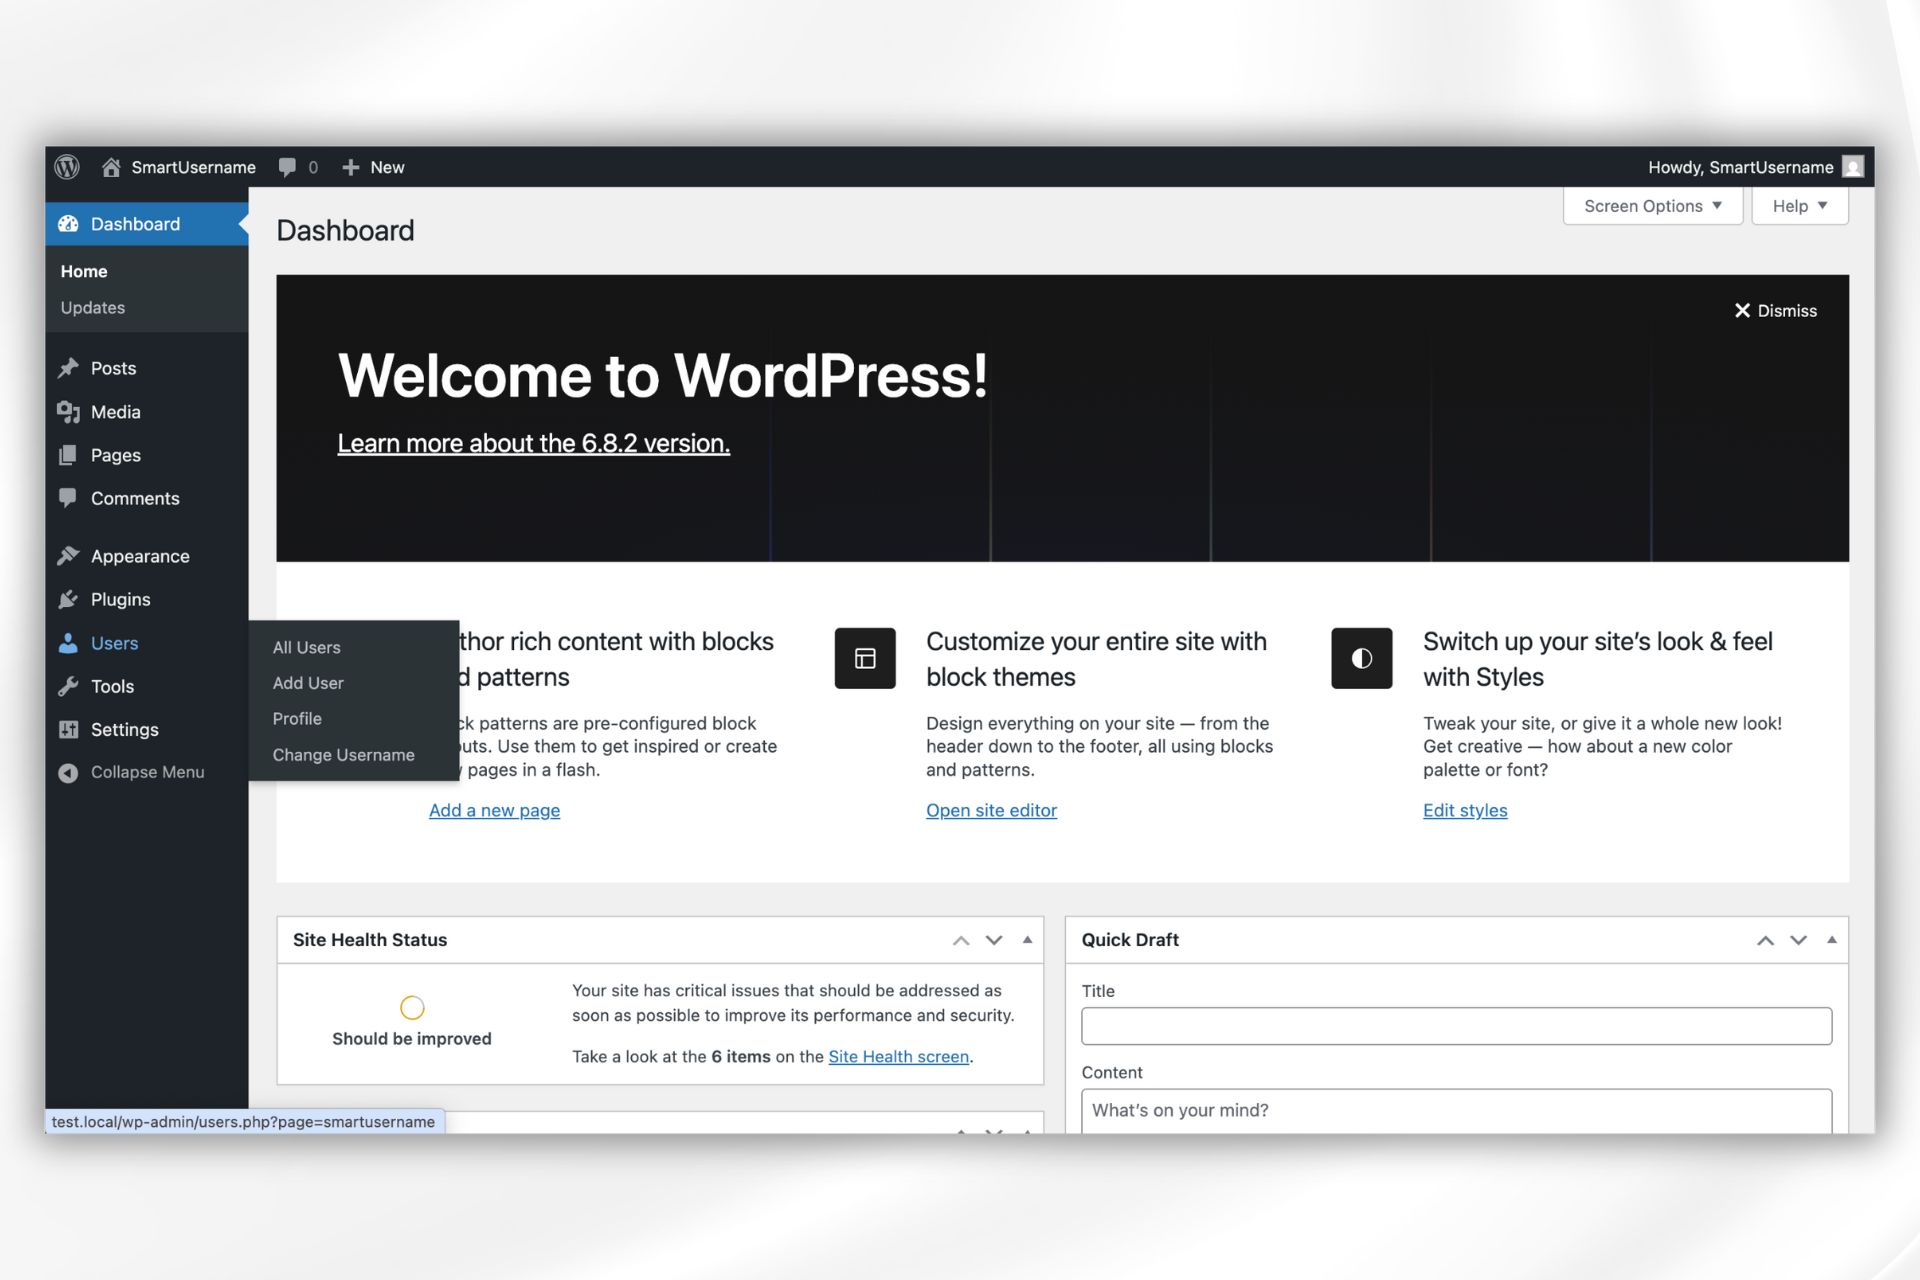 SmartUsername 0 New Howdy, SmartUsername
Screen Options Help
Dashboard
Home
Updates
Posts
Media
Pages
Comments
Appearance
Plugins
Users
Tools
Settings
Collapse Menu
All Users
Add User
Profile
Change Username
Dashboard
Dismiss
Welcome to WordPress!
Learn more about the 6.8.2 version.
thor rich content with blocks
d patterns
ck patterns are pre-configured block
uts. Use them to get inspired or create
pages in a flash.
Add a new page
Customize your entire site with
block themes
Design everything on your site — from the
header down to the footer, all using blocks
and patterns.
Open site editor
Switch up your site’s look & feel
with Styles
Tweak your site, or give it a whole new look!
Get creative — how about a new color
palette or font?
Edit styles
Site Health Status
Should be improved
Your site has critical issues that should be addressed as
soon as possible to improve its performance and security.
Take a look at the 6 items on the Site Health screen.
Quick Draft
Title
Content
What’s on your mind?
test.local/wp-admin/users.php?page=smartusername